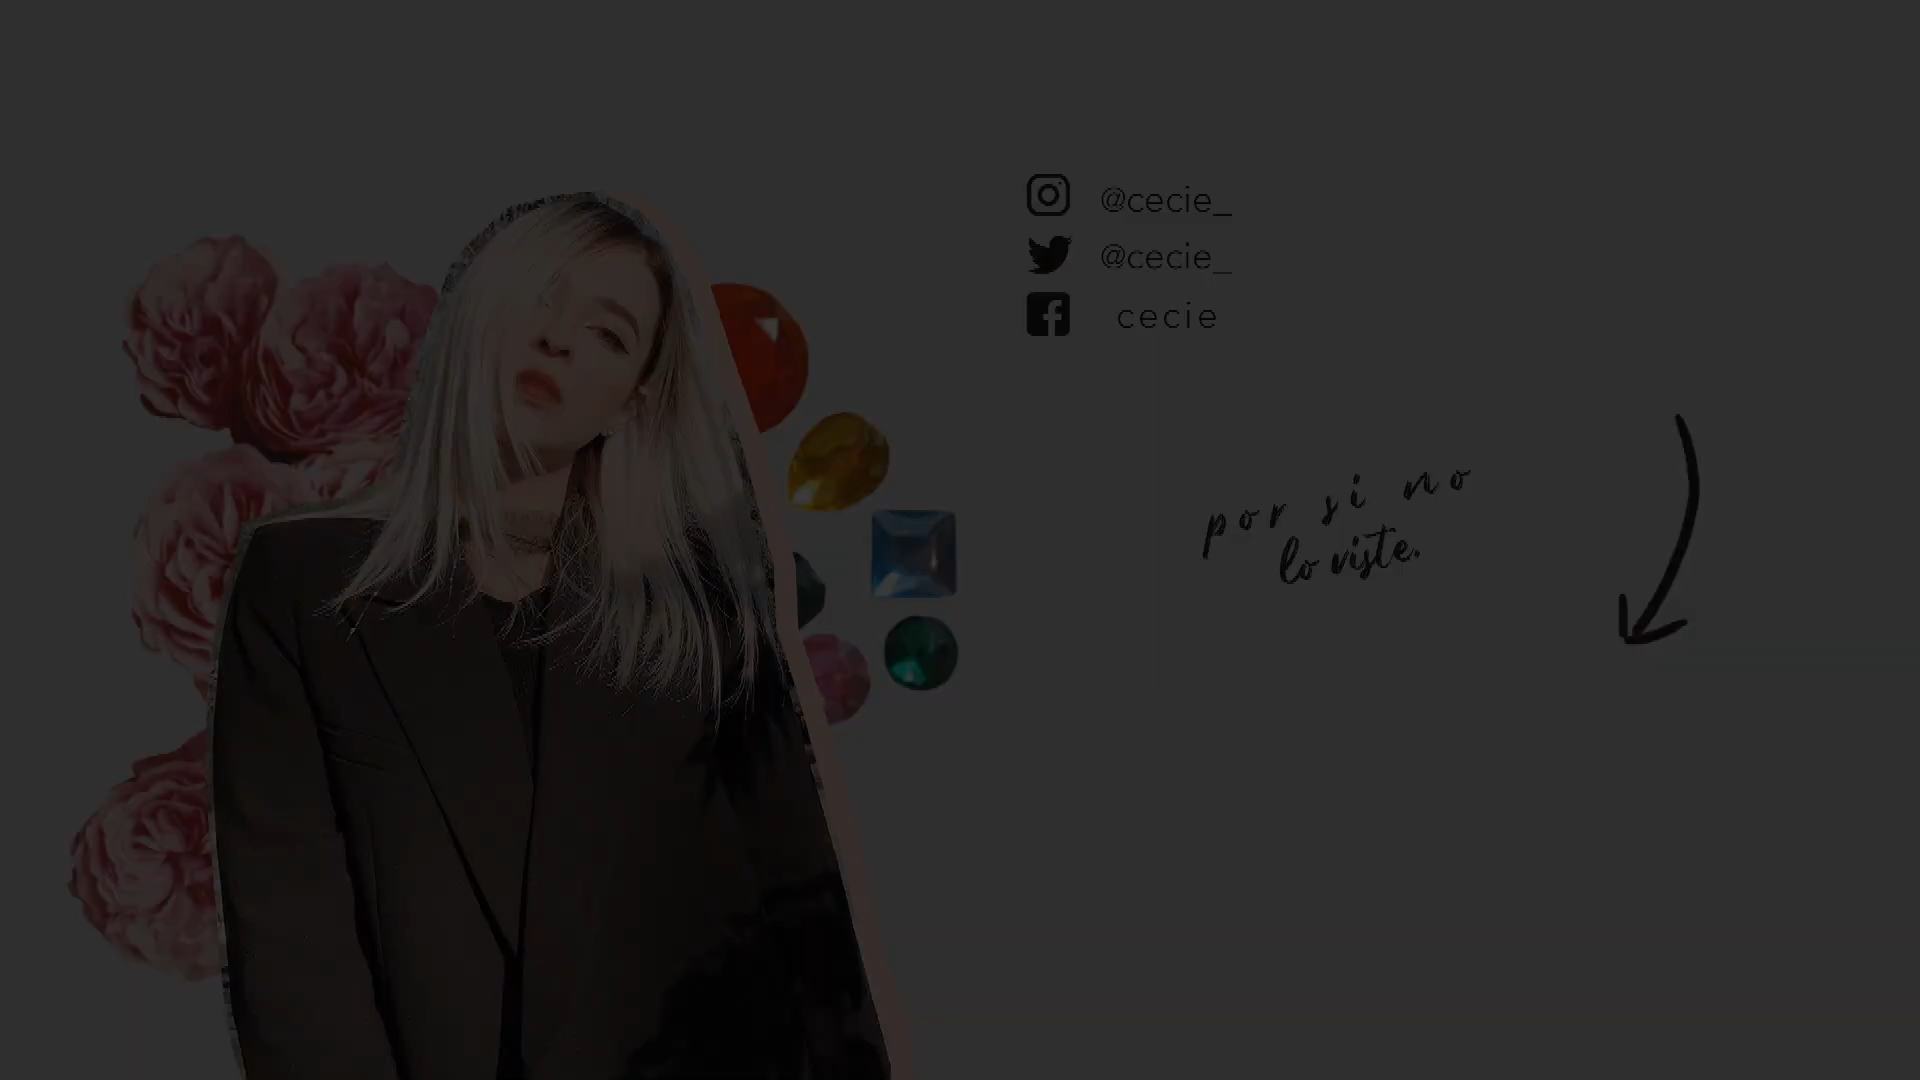 @cecie_
@cecie_
cecie
por si no
lo viste.